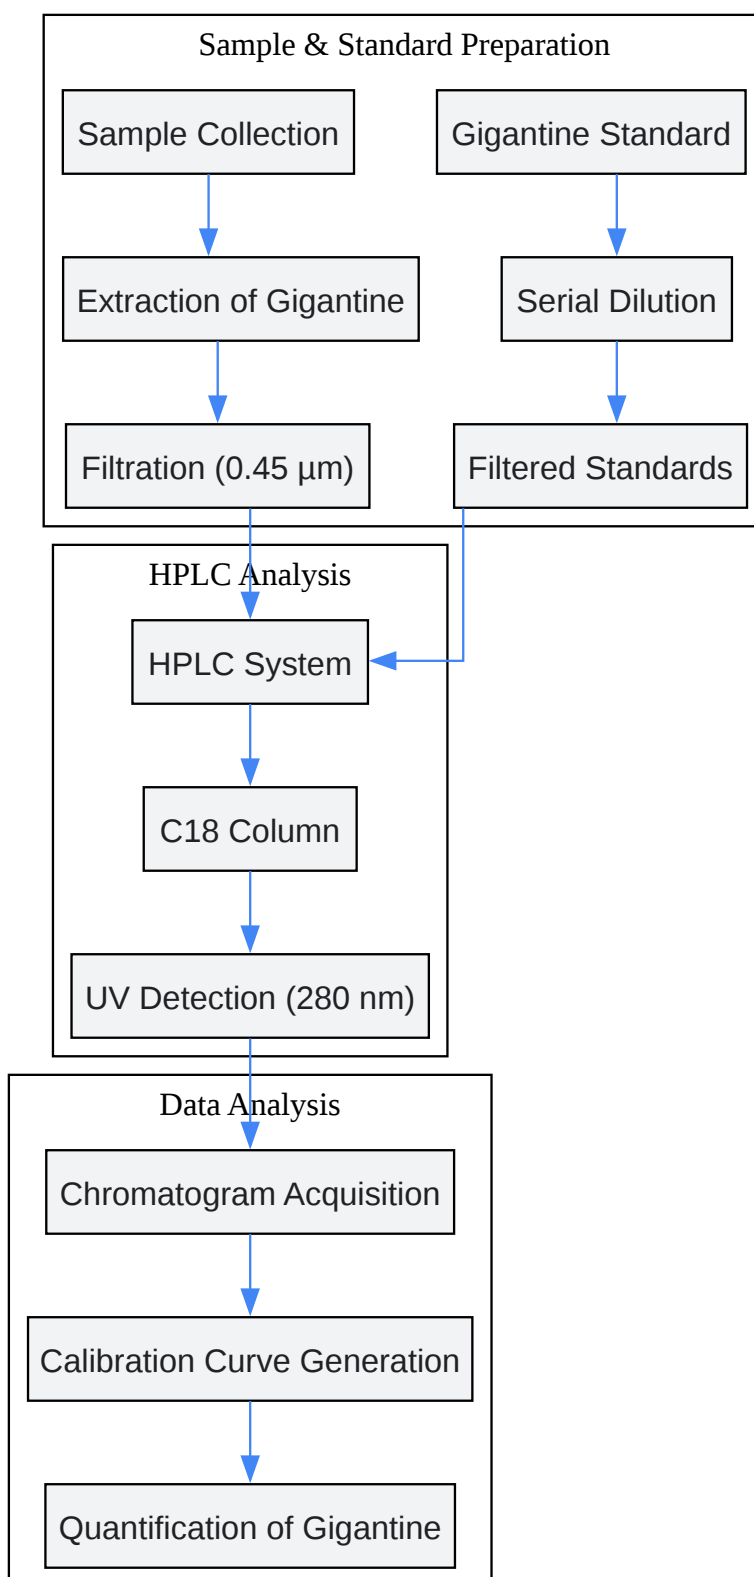 Sample & Standard Preparation
Sample Collection
Gigantine Standard
Extraction of Gigantine
Serial Dilution
Filtration (0.45 µm)
Filtered Standards
HPLC Analysis
HPLC System
C18 Column
UV Detection (280 nm)
Data Analysis
Chromatogram Acquisition
Calibration Curve Generation
Quantification of Gigantine